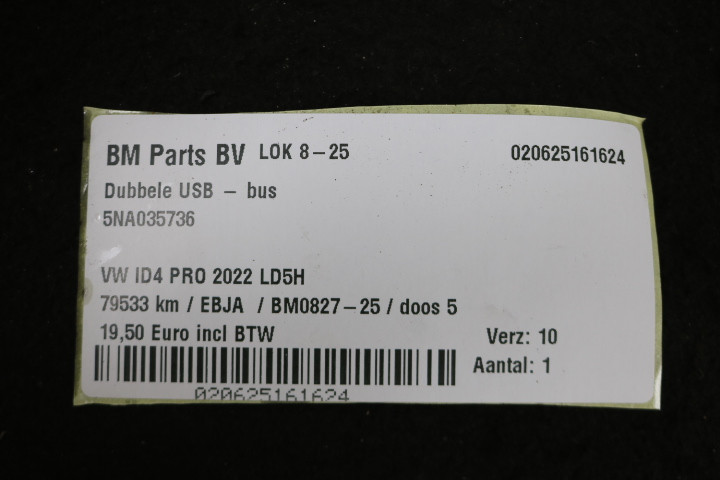 BM Parts BV LOK 8-25 020625161624
Dubbele USB - bus
5NA035736
VW ID4 PRO 2022 LD5H
79533 km / EBJA / BM0827-25 / doos 5
19,50 Euro incl BTW Verz: 10
Aantal: 1
020625161624